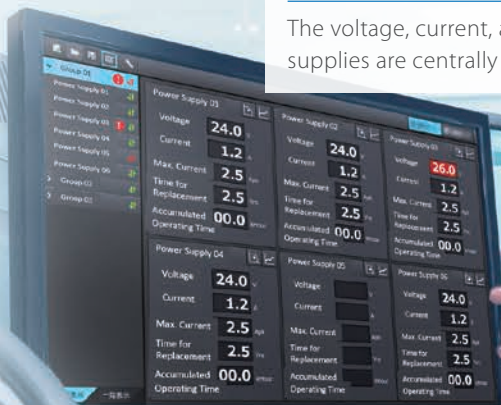 The voltage, current,
supplies are centrally
Group 01
Power Supply 01
Power Supply 02
Power Supply 03
Power Supply 04
Power Supply 05
Power Supply 06
Group 02
Group 03
Power Supply 01
Voltage 24.0
Current 1.2
Max. Current 2.5
Time for
Replacement 2.5
Accumulated 00.0
Operating Time
Power Supply 02
Voltage 24.0
Current 1.2
Max. Current 2.5
Time for
Replacement 2.5
Accumulated 00.0
Operating Time
Power Supply 03
Voltage 26.0
Current 1.2
Max. Current 2.5
Time for
Replacement 2.5
Accumulated 00.0
Operating Time
Power Supply 04
Voltage 24.0
Current 1.2
Max. Current 2.5
Time for
Replacement 2.5
Accumulated 00.0
Operating Time
Power Supply 05
Voltage
Current
Max. Current
Time for
Replacement
Accumulated
Operating Time
Power Supply 06
Voltage 24.0
Current 1.2
Max. Current 2.5
Time for
Replacement 2.5
Accumulated 00.0
Operating Time
一括表示